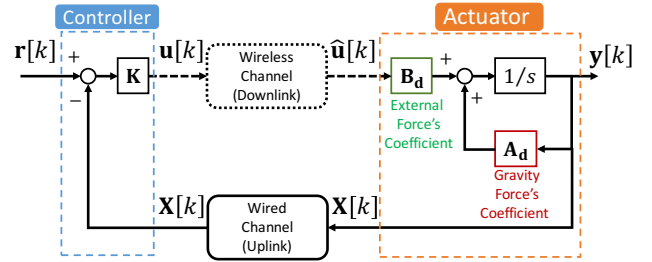 Controller
Actuator
r[k]
+
−
K
u[k]
Wireless
Channel
(Downlink)
û[k]
B_d
External
Force's
Coefficient
+
+
1/s
y[k]
A_d
Gravity
Force's
Coefficient
X[k]
Wired
Channel
(Uplink)
X[k]